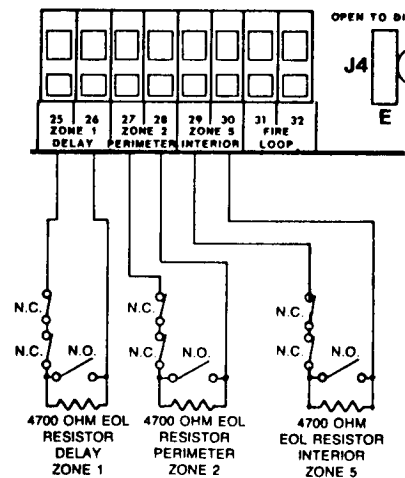 OPEN TO DI
J4
E
25 26 27 28 29 30 31 32
ZONE 1 ZONE 2 ZONE 5 FIRE
DELAY PERIMETER INTERIOR LOOP
N.C. N.C. N.C.
N.C. N.O. N.C. N.O. N.C. N.O.
4700 OHM EOL
RESISTOR
DELAY
ZONE 1
4700 OHM EOL
RESISTOR
PERIMETER
ZONE 2
4700 OHM
EOL RESISTOR
INTERIOR
ZONE 5